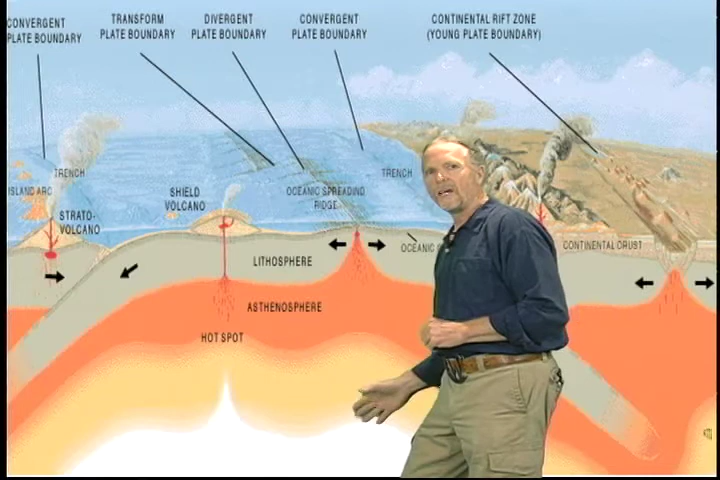 CONVERGENT
PLATE BOUNDARY
TRANSFORM
PLATE BOUNDARY
DIVERGENT
PLATE BOUNDARY
CONVERGENT
PLATE BOUNDARY
CONTINENTAL RIFT ZONE
(YOUNG PLATE BOUNDARY)
TRENCH
TRENCH
ISLAND ARC
SHIELD
VOLCANO
OCEANIC SPREADING
RIDGE
STRATO-
VOLCANO
OCEANIC
CONTINENTAL CRUST
LITHOSPHERE
ASTHENOSPHERE
HOT SPOT